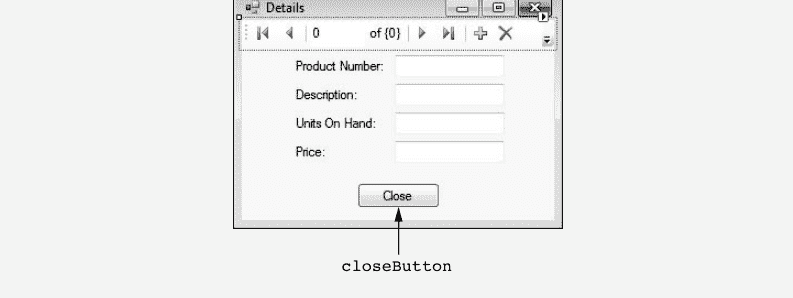 Details
0 of {0}
Product Number:
Description:
Units On Hand:
Price:
Close
closeButton